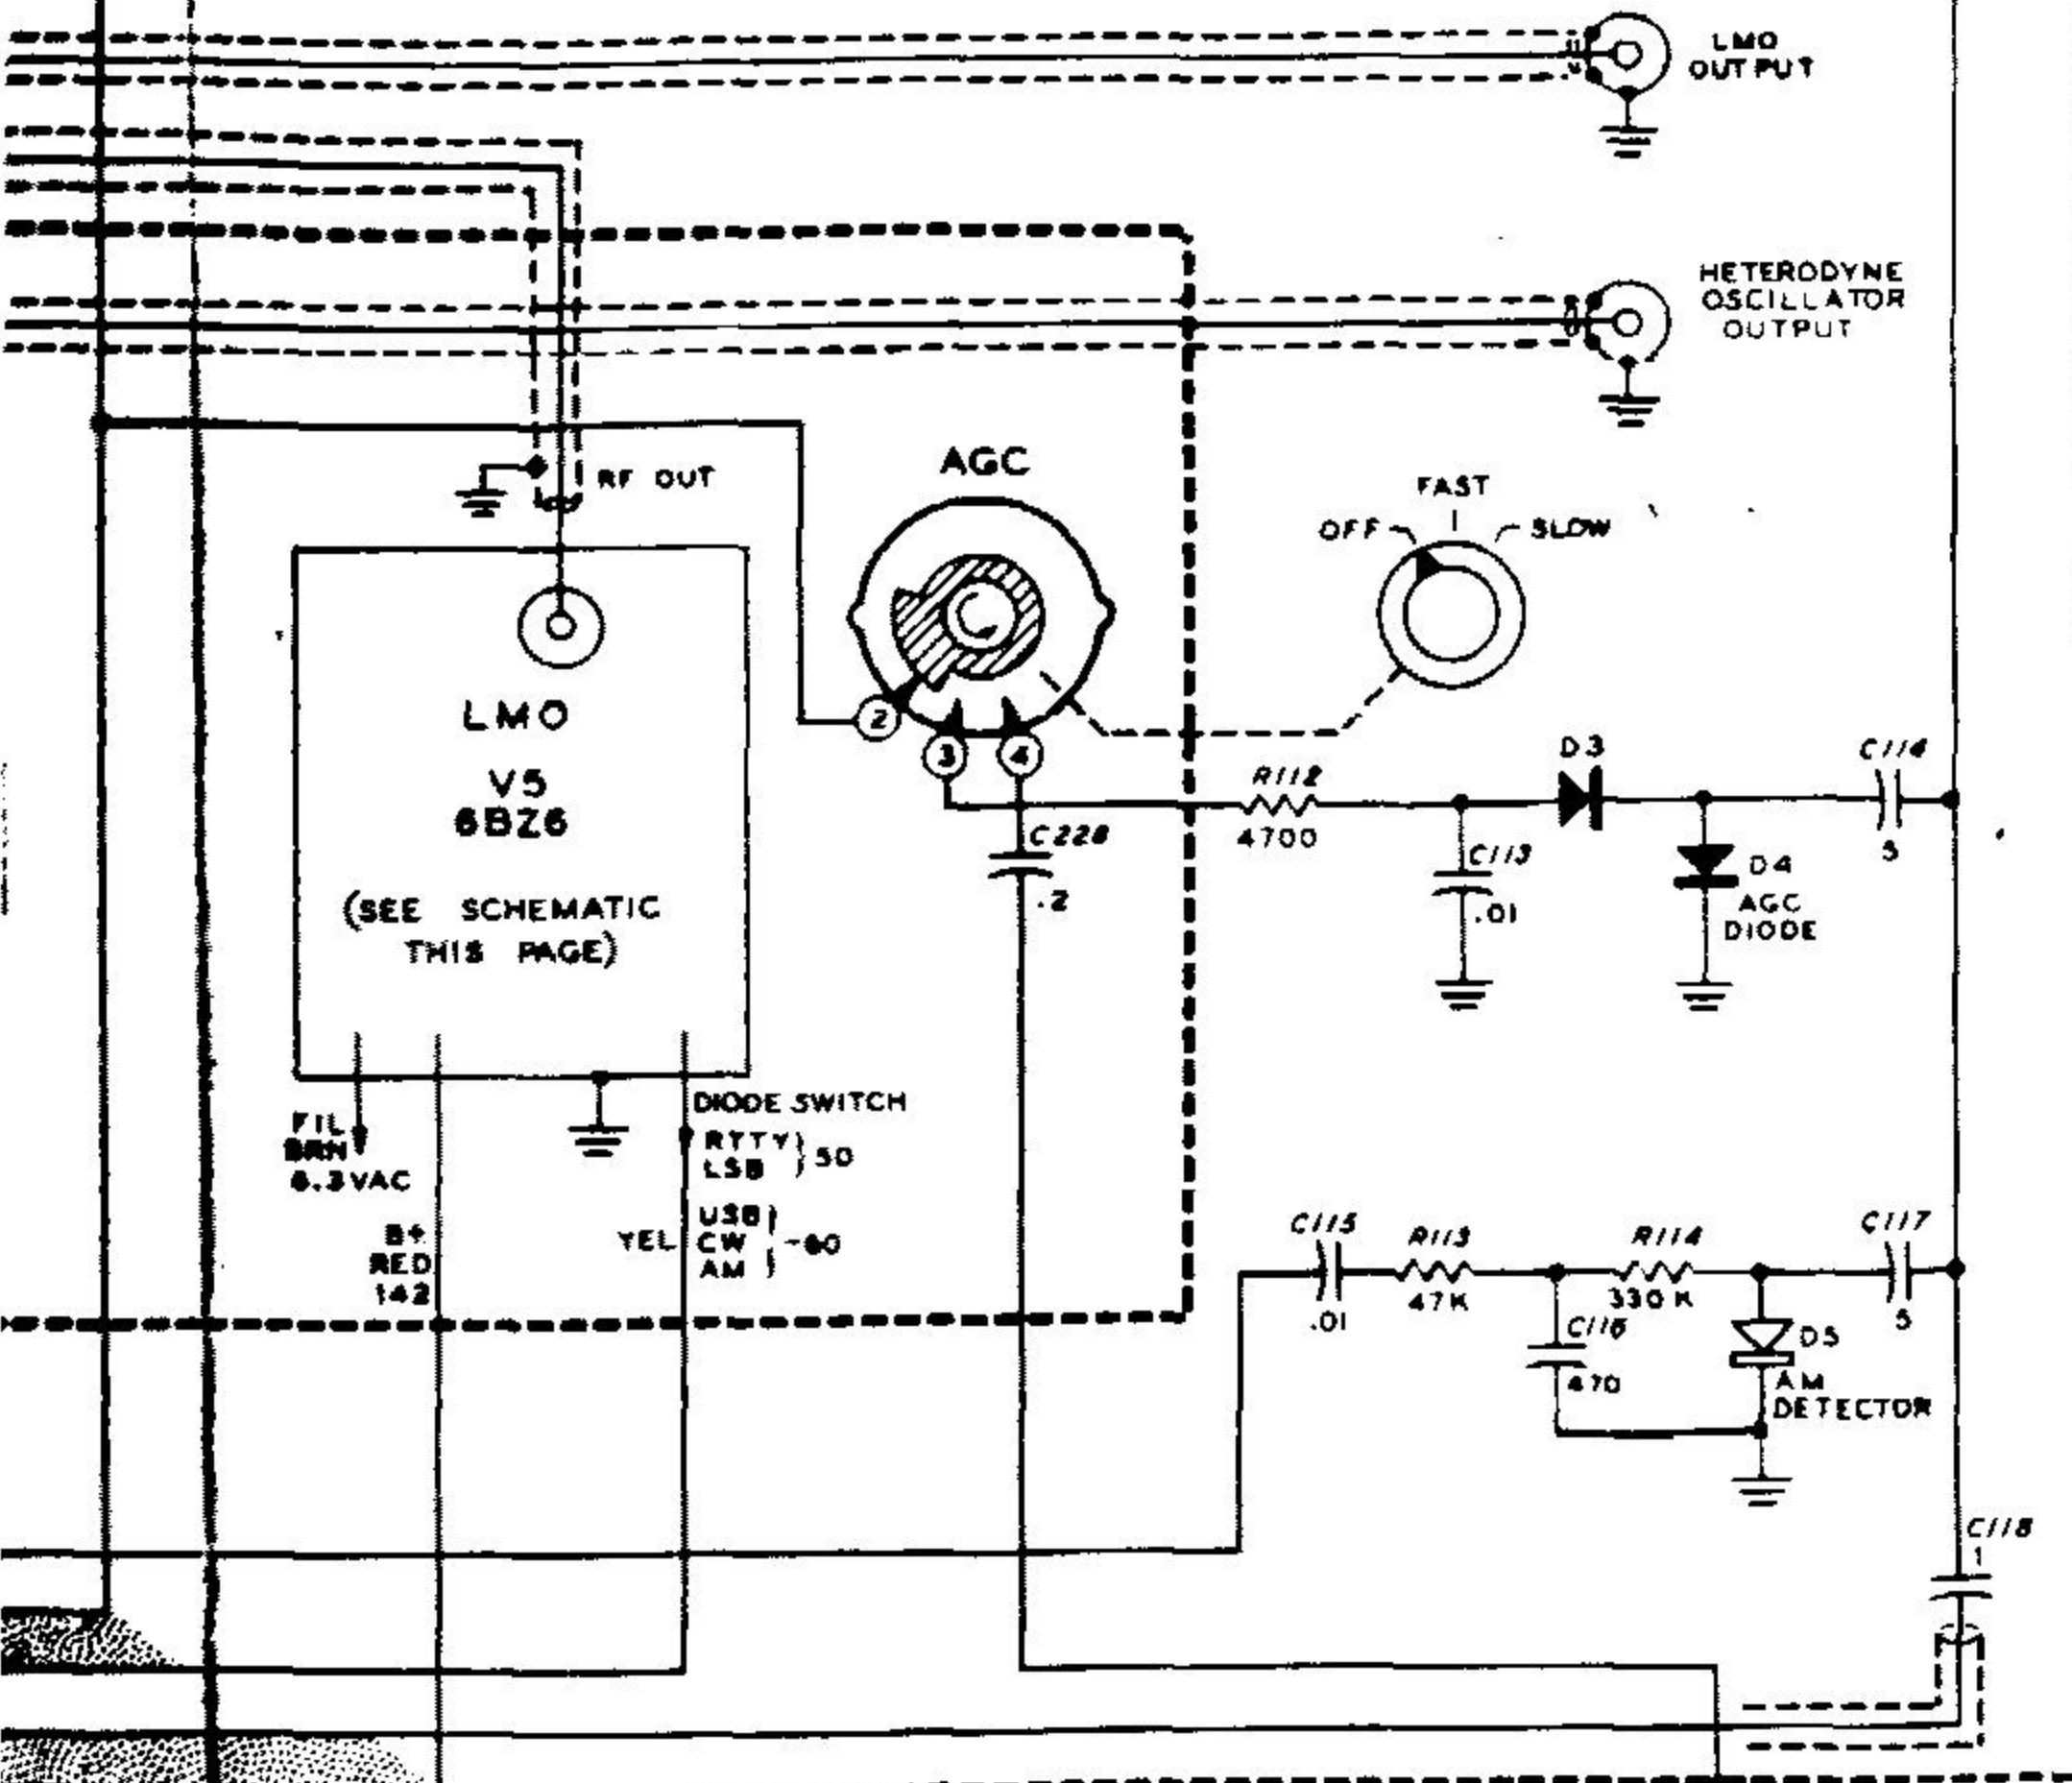 LMO
OUTPUT
HETERODYNE
OSCILLATOR
OUTPUT
RF OUT
AGC
FAST
OFF
SLOW
LMO
V5
6BZ6
(SEE SCHEMATIC
THIS PAGE)
2
3
4
C228
.2
R112
4700
D3
C114
5
C113
.01
D4
AGC
DIODE
FIL
BRN
6.3VAC
B+
RED
142
DIODE SWITCH
RTTY
LSB
50
YEL
USB
CW
AM
-60
C115
.01
R113
47K
R114
330K
C117
5
C116
470
D5
AM
DETECTOR
C118
1